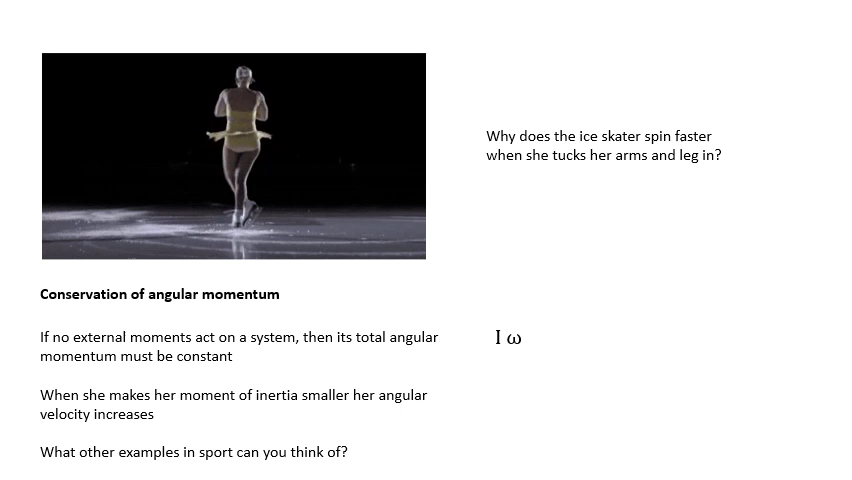 Why does the ice skater spin faster
when she tucks her arms and leg in?
Conservation of angular momentum
If no external moments act on a system, then its total angular
momentum must be constant
I ω
When she makes her moment of inertia smaller her angular
velocity increases
What other examples in sport can you think of?